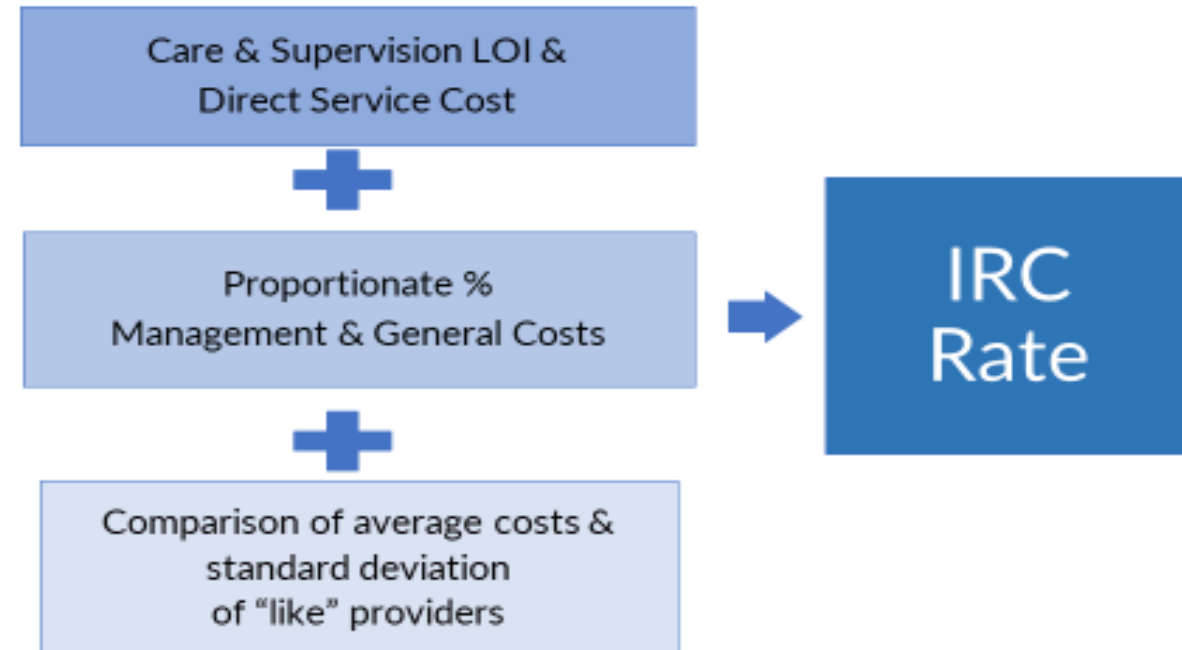 Care & Supervision LOI &
Direct Service Cost
Proportionate %
Management & General Costs
Comparison of average costs &
standard deviation
of “like” providers
IRC
Rate